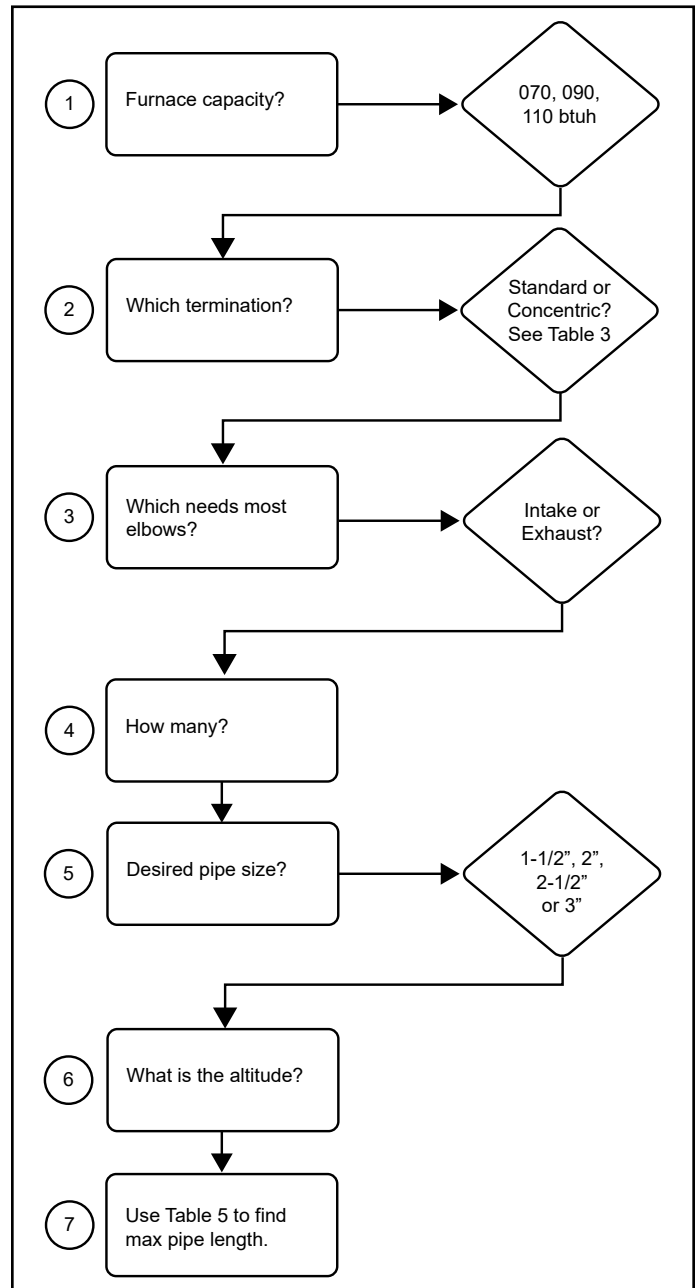 1
Furnace capacity?
070, 090,
110 btuh
2
Which termination?
Standard or
Concentric?
See Table 3
3
Which needs most
elbows?
Intake or
Exhaust?
4
How many?
5
Desired pipe size?
1-1/2”, 2”,
2-1/2”
or 3”
6
What is the altitude?
7
Use Table 5 to find
max pipe length.